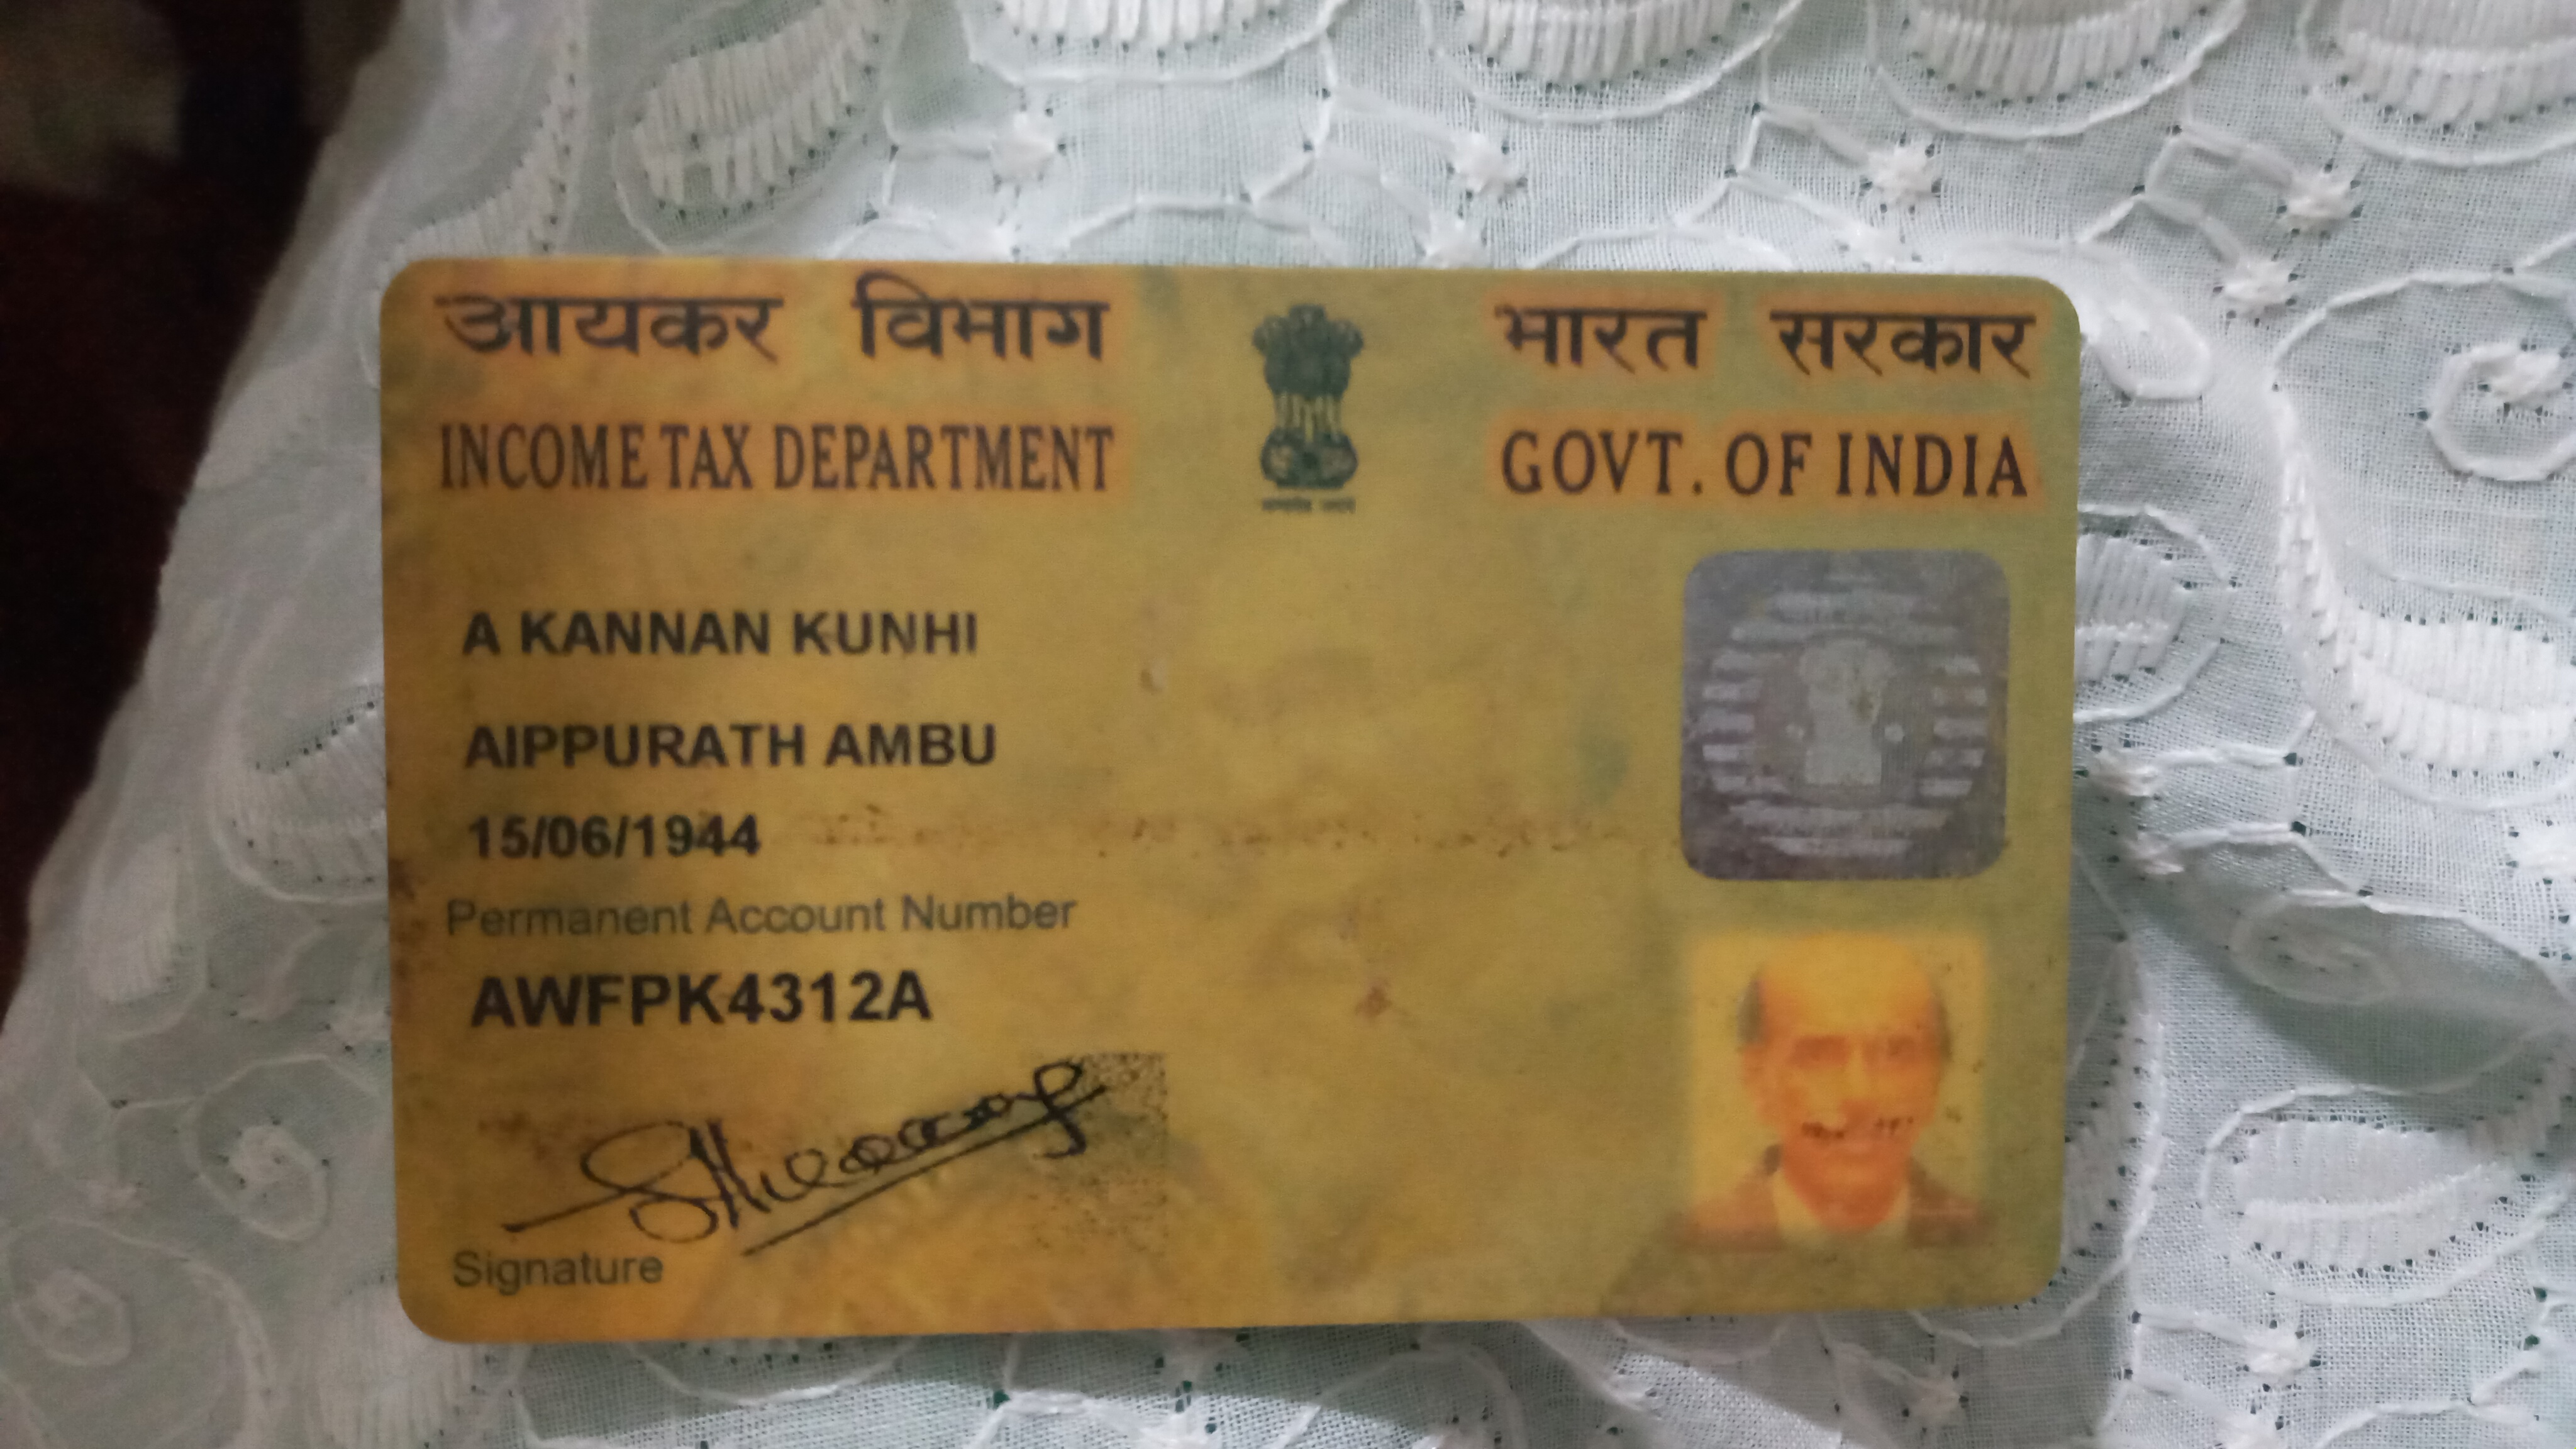 आयकर विभाग
INCOME TAX DEPARTMENT
भारत सरकार
GOVT. OF INDIA
A KANNAN KUNHI
AIPPURATH AMBU
15/06/1944
Permanent Account Number
AWFPK4312A
Signature